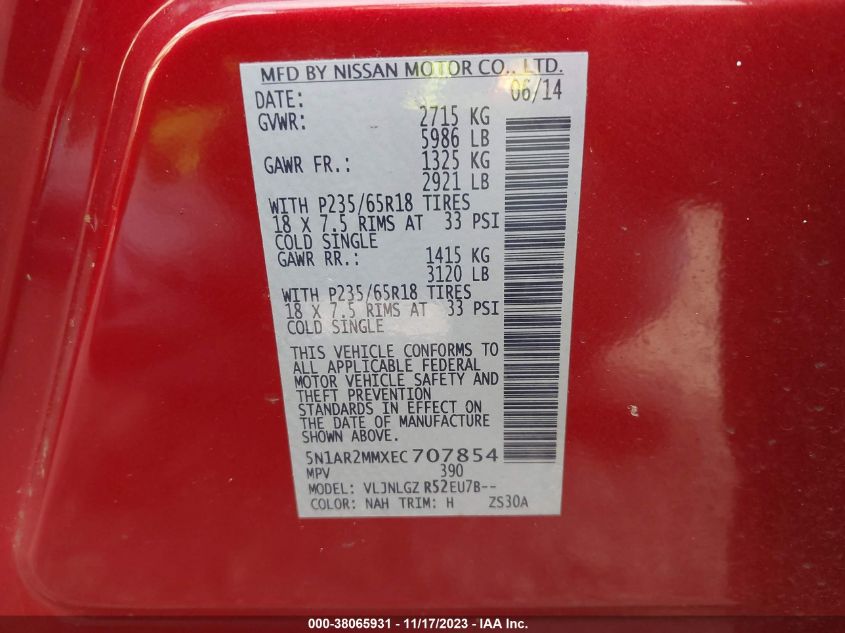 MFD BY NISSAN MOTOR CO., LTD.
DATE: 06/14
GVWR: 2715 KG
5986 LB
GAWR FR.: 1325 KG
2921 LB
WITH P235/65R18 TIRES
18 X 7.5 RIMS AT 33 PSI
COLD SINGLE
GAWR RR.: 1415 KG
3120 LB
WITH P235/65R18 TIRES
18 X 7.5 RIMS AT 33 PSI
COLD SINGLE
THIS VEHICLE CONFORMS TO
ALL APPLICABLE FEDERAL
MOTOR VEHICLE SAFETY AND
THEFT PREVENTION
STANDARDS IN EFFECT ON
THE DATE OF MANUFACTURE
SHOWN ABOVE.
5N1AR2MMXEC707854
MPV 390
MODEL: VLJNLGZ R52EU7B--
COLOR: NAH TRIM: H ZS30A
000-38065931 - 11/17/2023 - IAA Inc.